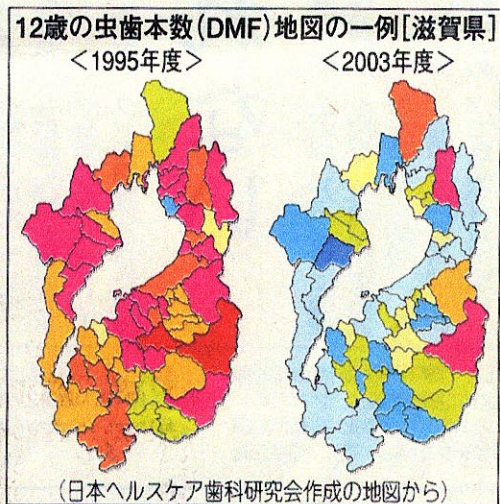 12歳の虫歯本数(DMF)地図の一例[滋賀県]
＜1995年度＞ ＜2003年度＞
(日本ヘルスケア歯科研究会作成の地図から)